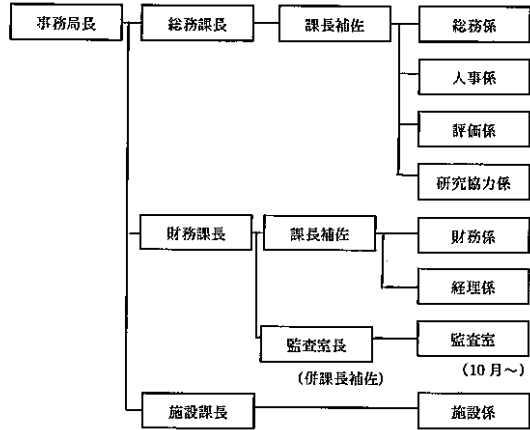 事務局長
総務課長
課長補佐
総務係
人事係
評価係
研究協力係
財務課長
課長補佐
財務係
経理係
監査室長
(併課長補佐)
監査室
(10月～)
施設課長
施設係